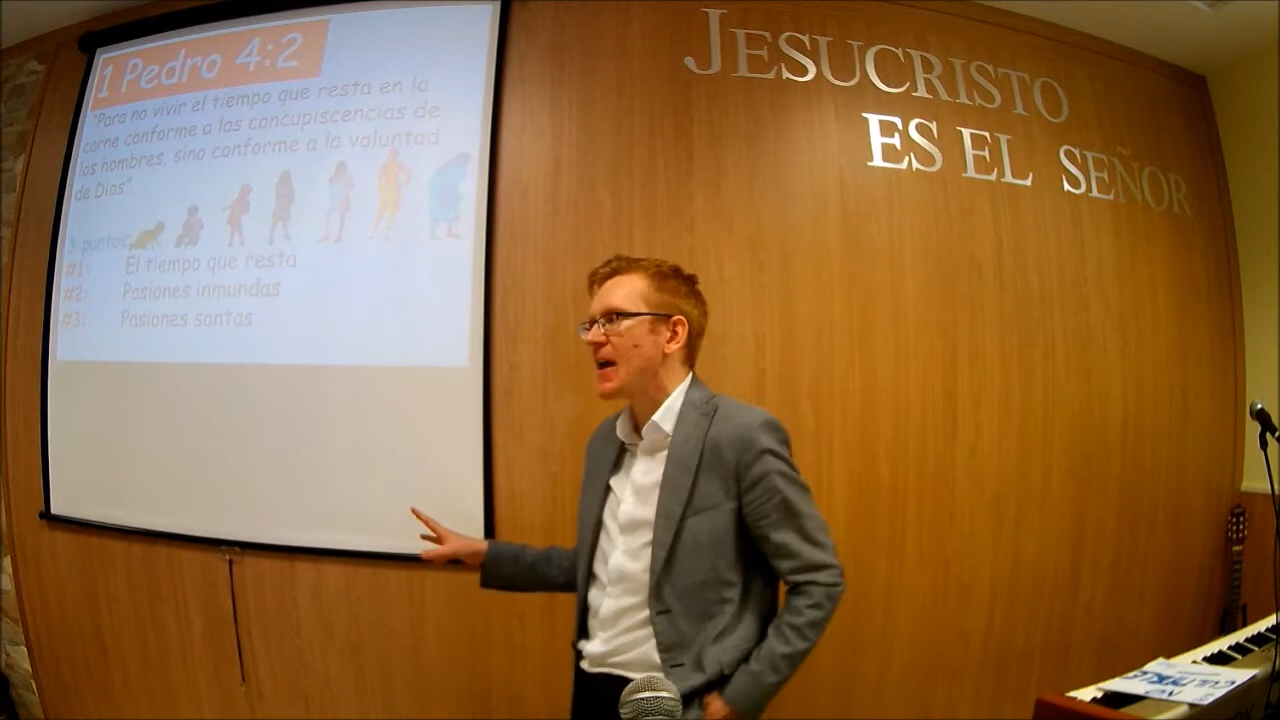 1 Pedro 4:2
"Para no vivir el tiempo que resta en la
carne conforme a las concupiscencias de
los hombres, sino conforme a la voluntad
de Dios".
3 puntos:
#1: El tiempo que resta
#2: Pasiones inmundas
#3: Pasiones santas
JESUCRISTO
ES EL SEÑOR
NO